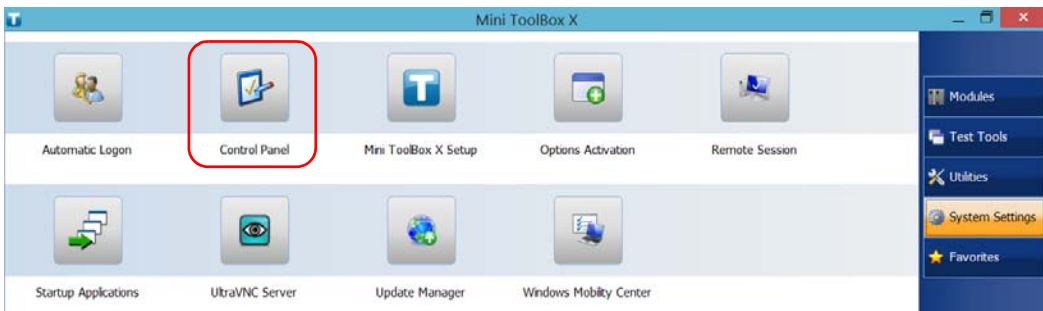 Mini ToolBox X
Automatic Logon
Control Panel
Mini ToolBox X Setup
Options Activation
Remote Session
Startup Applications
UltraVNC Server
Update Manager
Windows Mobility Center
Modules
Test Tools
Utilities
System Settings
Favorites